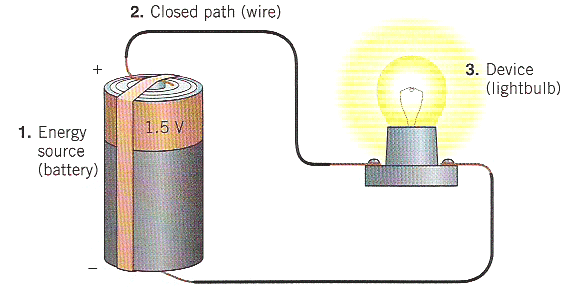 2. Closed path (wire)
+
3. Device
(lightbulb)
1.5 V
1. Energy
source
(battery)
–